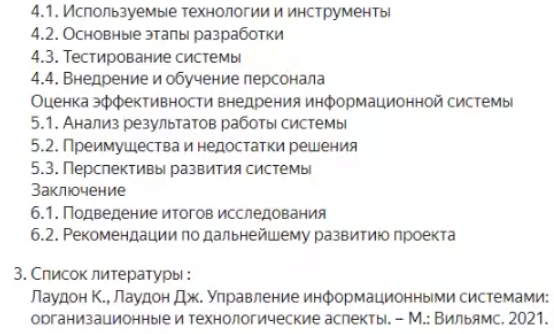 4.1. Используемые технологии и инструменты
4.2. Основные этапы разработки
4.3. Тестирование системы
4.4. Внедрение и обучение персонала
Оценка эффективности внедрения информационной системы
5.1. Анализ результатов работы системы
5.2. Преимущества и недостатки решения
5.3. Перспективы развития системы
Заключение
6.1. Подведение итогов исследования
6.2. Рекомендации по дальнейшему развитию проекта
3. Список литературы :
Лаудон К., Лаудон Дж. Управление информационными системами:
организационные и технологические аспекты. – М.: Вильямс, 2021.